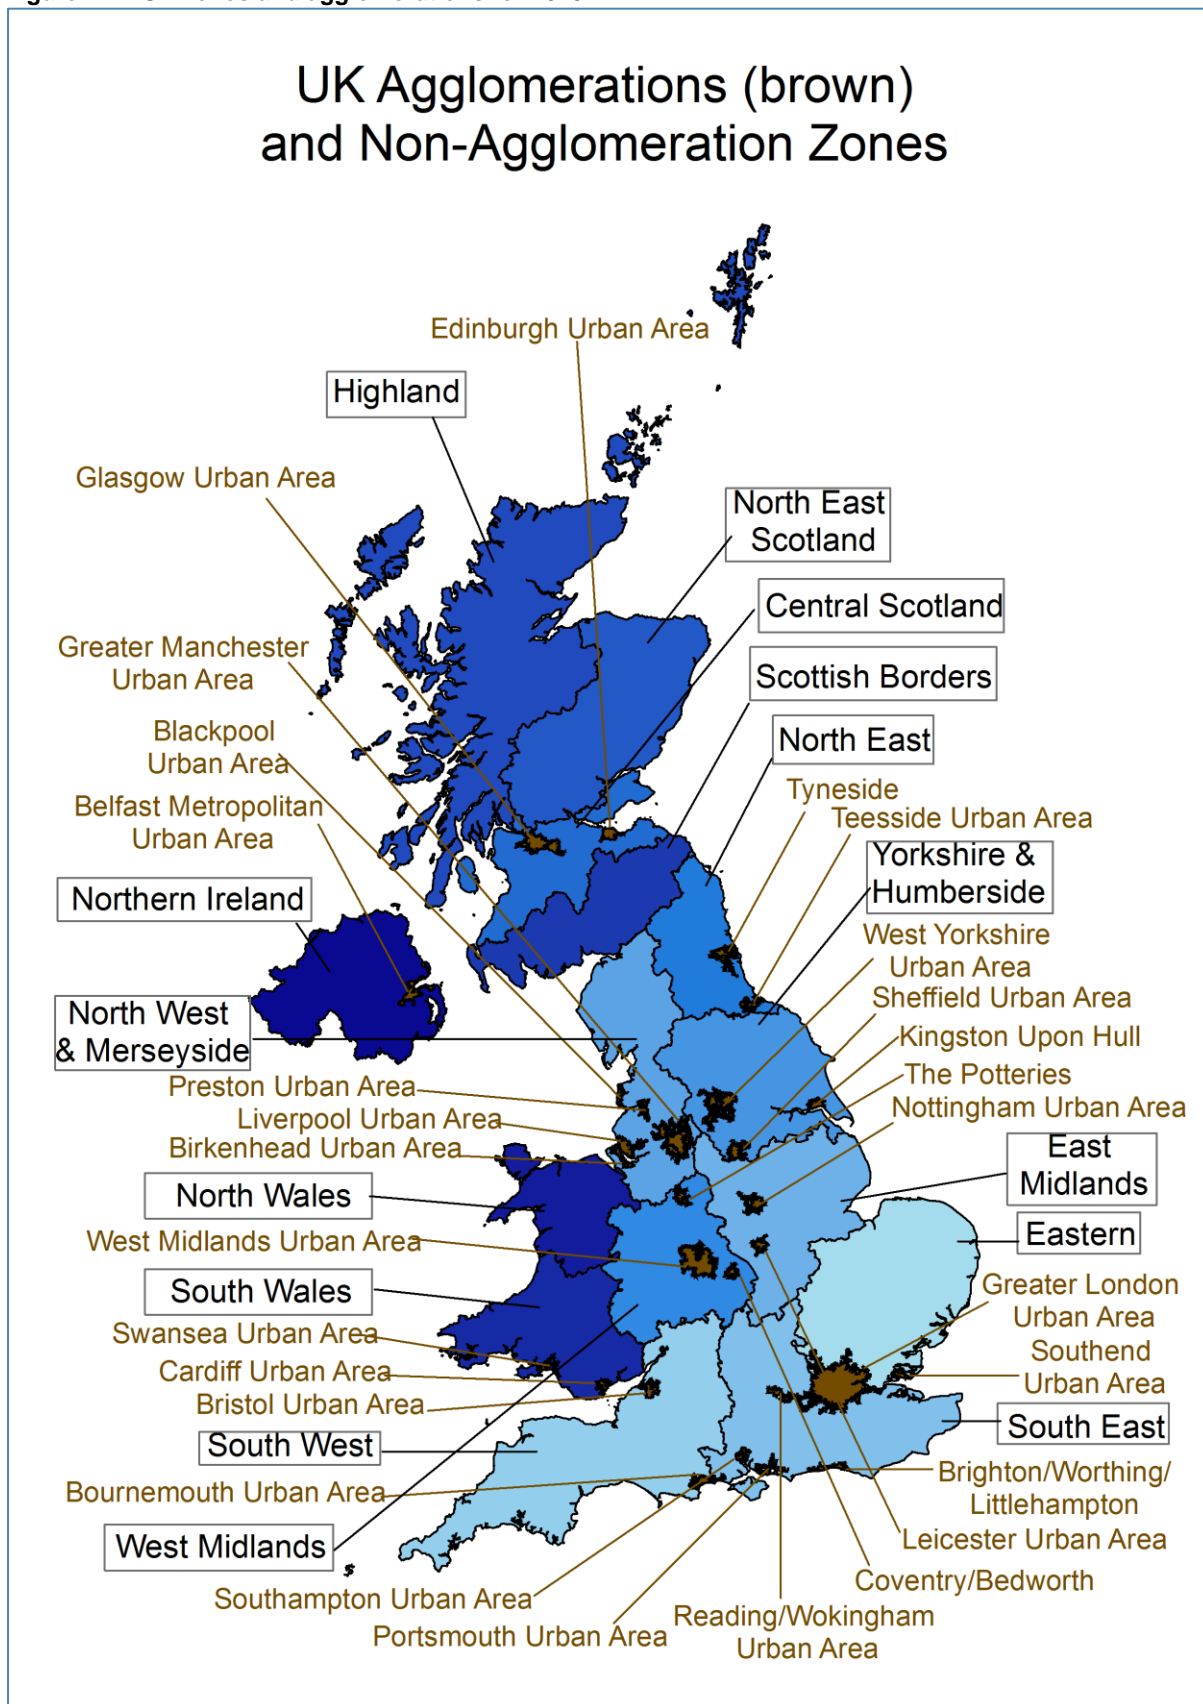 UK Agglomerations (brown)
and Non-Agglomeration Zones
Edinburgh Urban Area
Highland
Glasgow Urban Area
North East
Scotland
Central Scotland
Greater Manchester
Urban Area
Scottish Borders
Blackpool
Urban Area
North East
Tyneside
Belfast Metropolitan
Urban Area
Teesside Urban Area
Yorkshire &
Humberside
Northern Ireland
West Yorkshire
Urban Area
Sheffield Urban Area
North West
& Merseyside
Kingston Upon Hull
The Potteries
Preston Urban Area
Nottingham Urban Area
Liverpool Urban Area
Birkenhead Urban Area
East
Midlands
North Wales
Eastern
West Midlands Urban Area
South Wales
Greater London
Urban Area
Swansea Urban Area
Southend
Urban Area
Cardiff Urban Area
Bristol Urban Area
South East
South West
Brighton/Worthing/
Littlehampton
Bournemouth Urban Area
Leicester Urban Area
West Midlands
Coventry/Bedworth
Southampton Urban Area
Reading/Wokingham
Urban Area
Portsmouth Urban Area